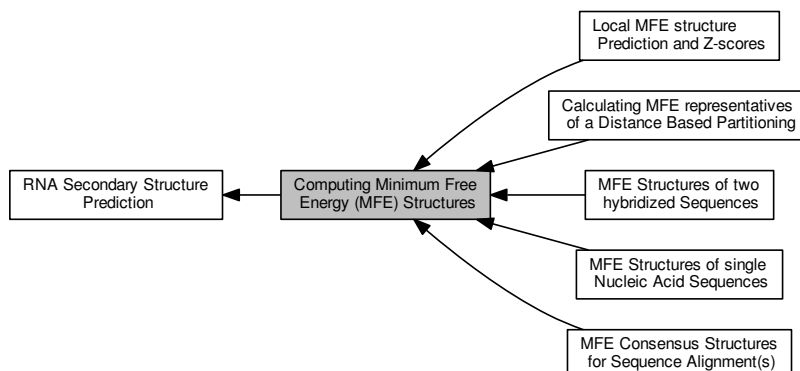 Local MFE structure
Prediction and Z-scores
Calculating MFE representatives
of a Distance Based Partitioning
RNA Secondary Structure
Prediction
Computing Minimum Free
Energy (MFE) Structures
MFE Structures of two
hybridized Sequences
MFE Structures of single
Nucleic Acid Sequences
MFE Consensus Structures
for Sequence Alignment(s)